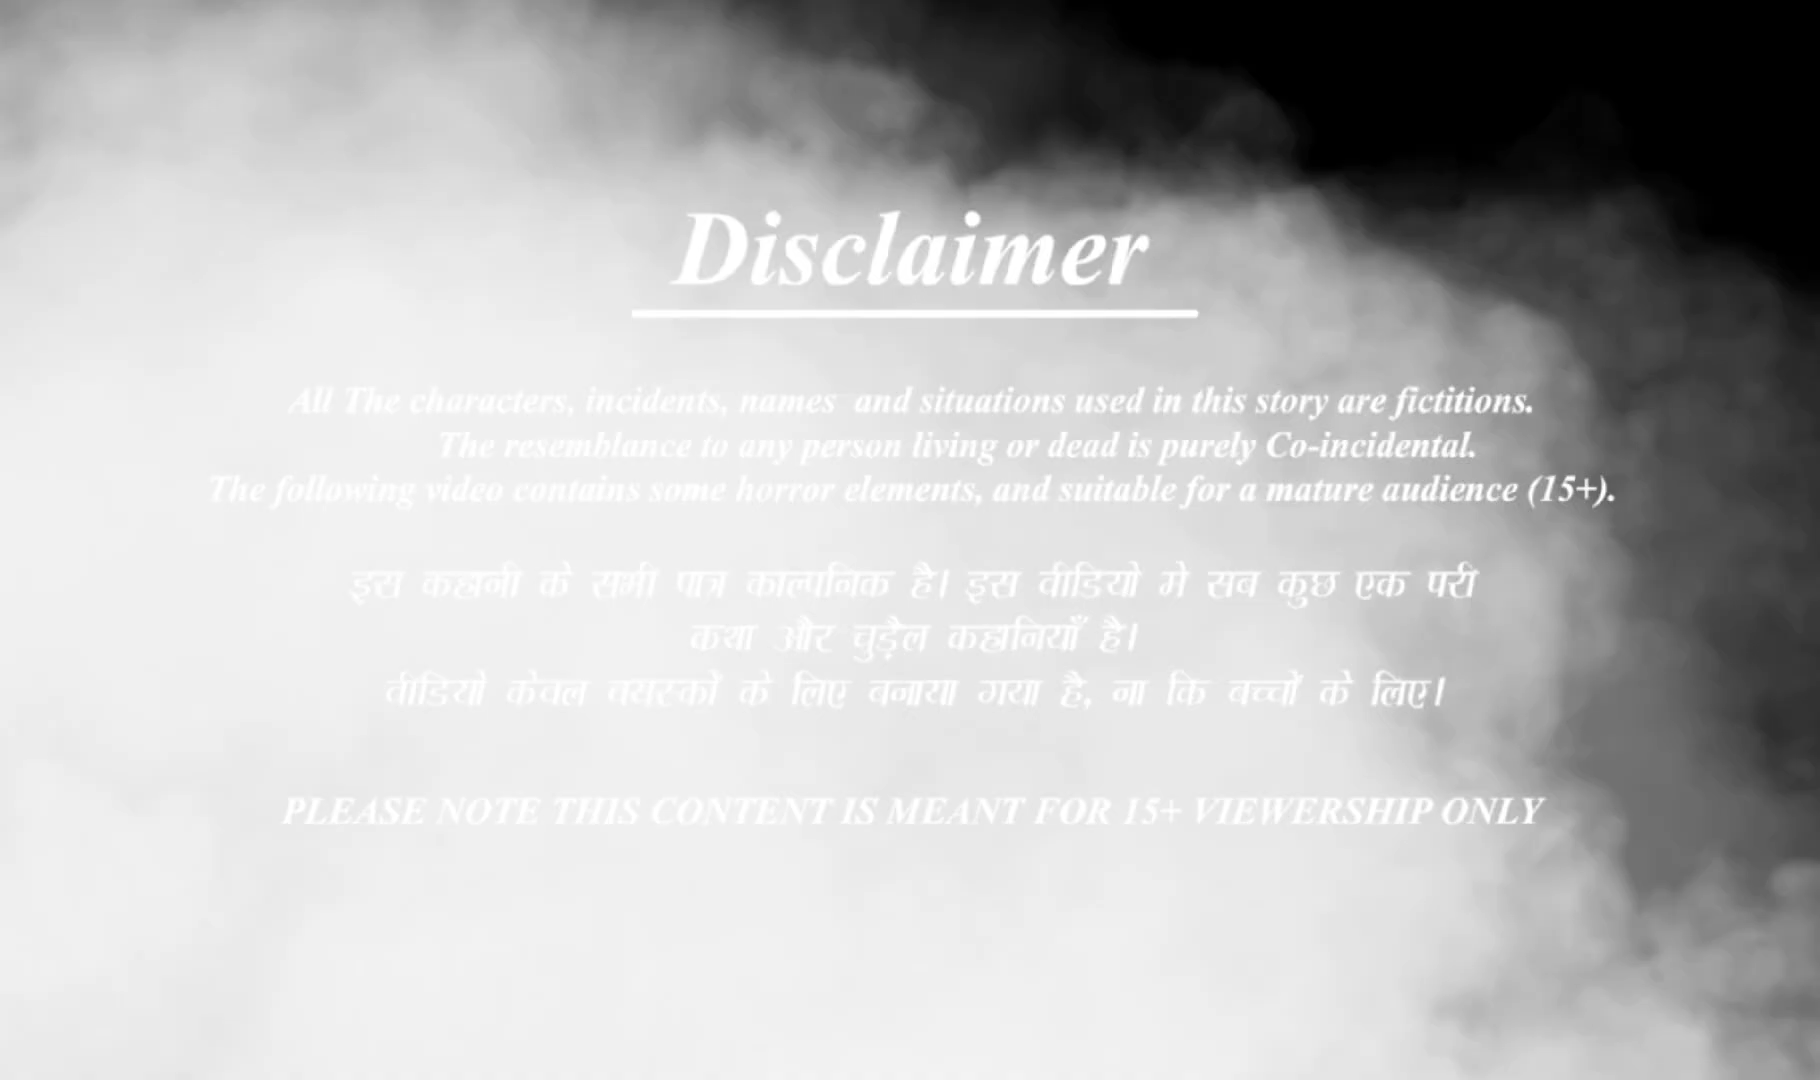 Disclaimer
All The characters, incidents, names and situations used in this story are fictitions.
The resemblance to any person living or dead is purely Co-incidental.
The following video contains some horror elements, and suitable for a mature audience (15+).
इस कहानी के सभी पात्र काल्पनिक है। इस वीडियो मे सब कुछ एक परी
कथा और चुड़ैल कहानियाँ है।
वीडियो केवल वयस्कों के लिए बनाया गया है, ना कि बच्चों के लिए।
PLEASE NOTE THIS CONTENT IS MEANT FOR 15+ VIEWERSHIP ONLY